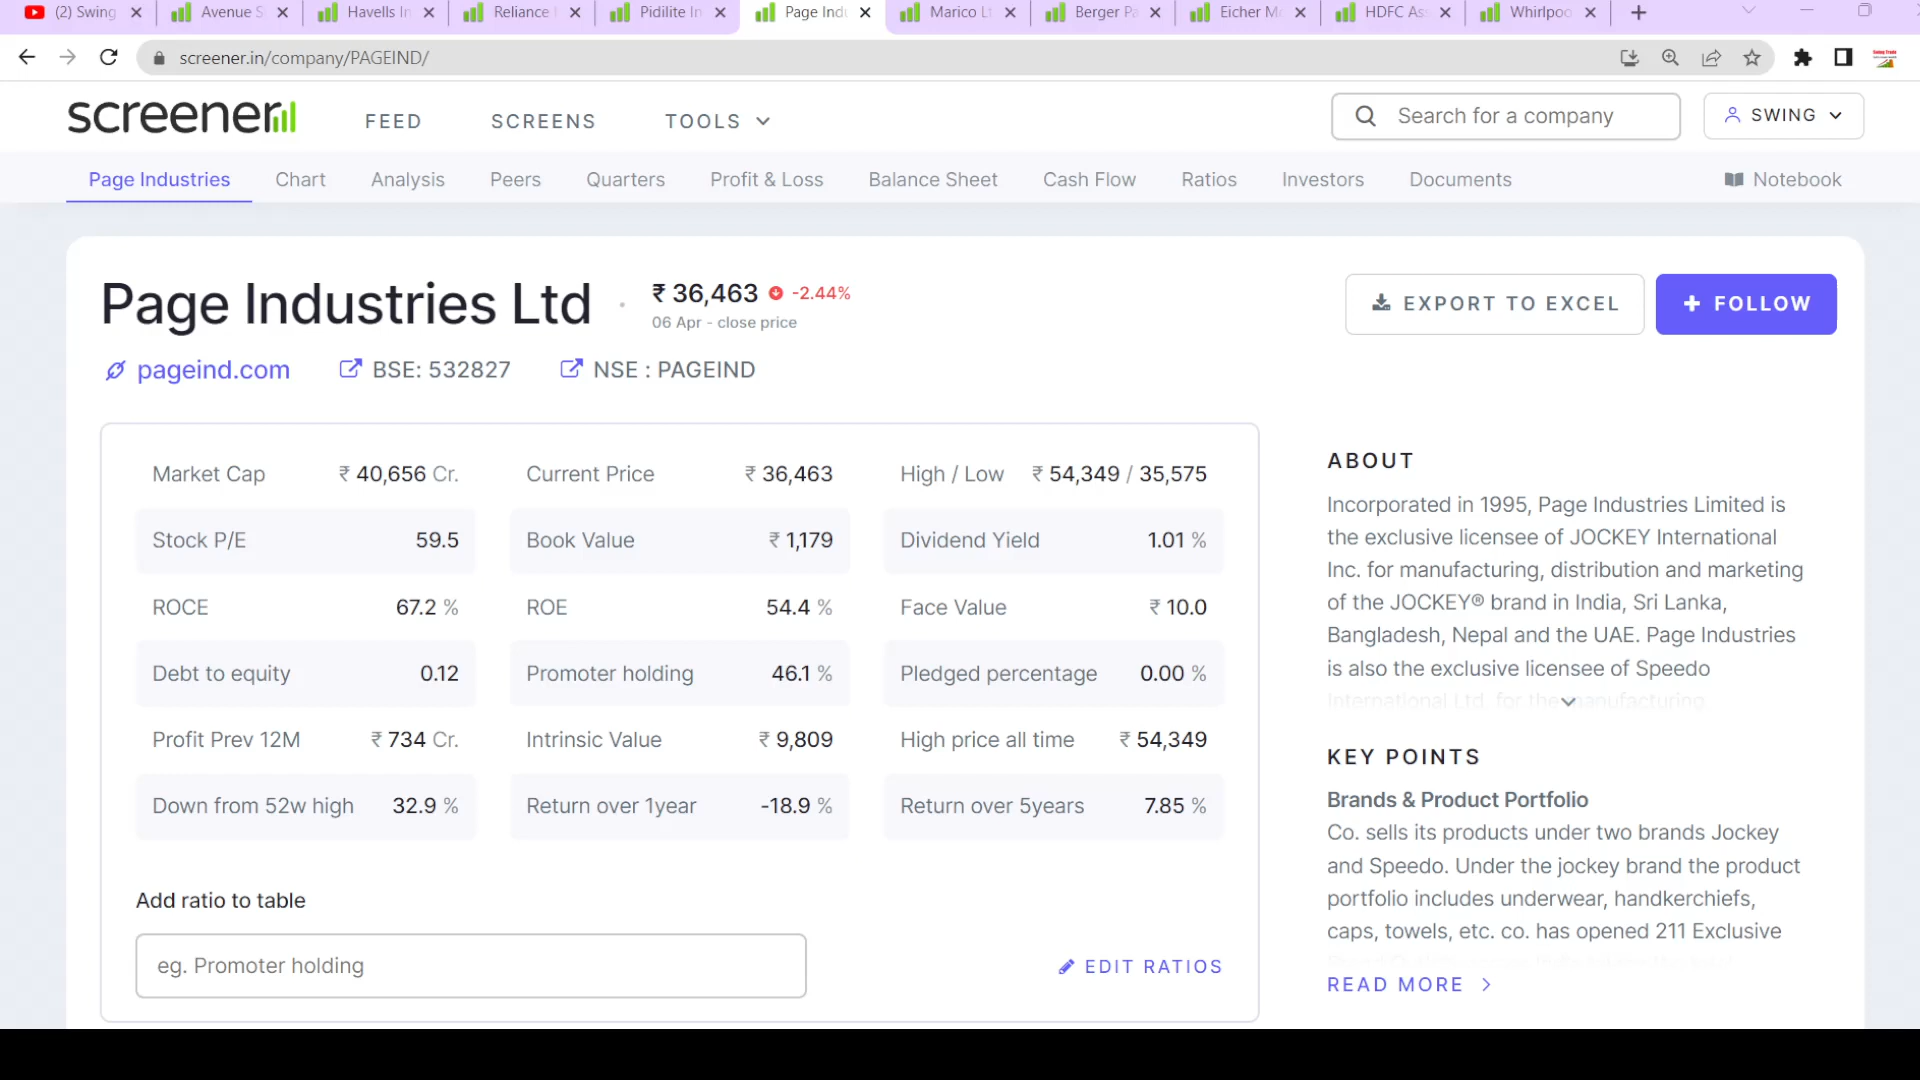 (2) Swing
Avenue S
Havells In
Reliance I
Pidilite In
Page Indu
Marico Lt
Berger Pa
Eicher Mo
HDFC As
Whirlpoo
screener.in/company/PAGEIND/
screener
FEED
SCREENS
TOOLS
Search for a company
SWING
Page Industries
Chart
Analysis
Peers
Quarters
Profit & Loss
Balance Sheet
Cash Flow
Ratios
Investors
Documents
Notebook
Page Industries Ltd
₹ 36,463 -2.44%
06 Apr - close price
EXPORT TO EXCEL
+ FOLLOW
pageind.com
BSE: 532827
NSE : PAGEIND
Market Cap ₹ 40,656 Cr.
Current Price ₹ 36,463
High / Low ₹ 54,349 / 35,575
Stock P/E 59.5
Book Value ₹ 1,179
Dividend Yield 1.01 %
ROCE 67.2 %
ROE 54.4 %
Face Value ₹ 10.0
Debt to equity 0.12
Promoter holding 46.1 %
Pledged percentage 0.00 %
Profit Prev 12M ₹ 734 Cr.
Intrinsic Value ₹ 9,809
High price all time ₹ 54,349
Down from 52w high 32.9 %
Return over 1year -18.9 %
Return over 5years 7.85 %
Add ratio to table
eg. Promoter holding
EDIT RATIOS
ABOUT
Incorporated in 1995, Page Industries Limited is
the exclusive licensee of JOCKEY International
Inc. for manufacturing, distribution and marketing
of the JOCKEY® brand in India, Sri Lanka,
Bangladesh, Nepal and the UAE. Page Industries
is also the exclusive licensee of Speedo
International Ltd. for the manufacturing,
KEY POINTS
Brands & Product Portfolio
Co. sells its products under two brands Jockey
and Speedo. Under the jockey brand the product
portfolio includes underwear, handkerchiefs,
caps, towels, etc. co. has opened 211 Exclusive
READ MORE